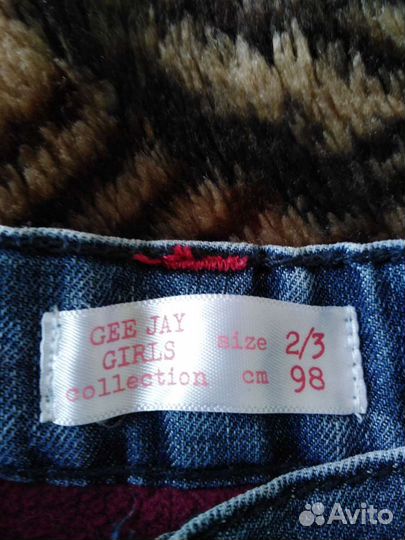 GEE JAY
GIRLS
collection
size 2/3
cm 98
Avito